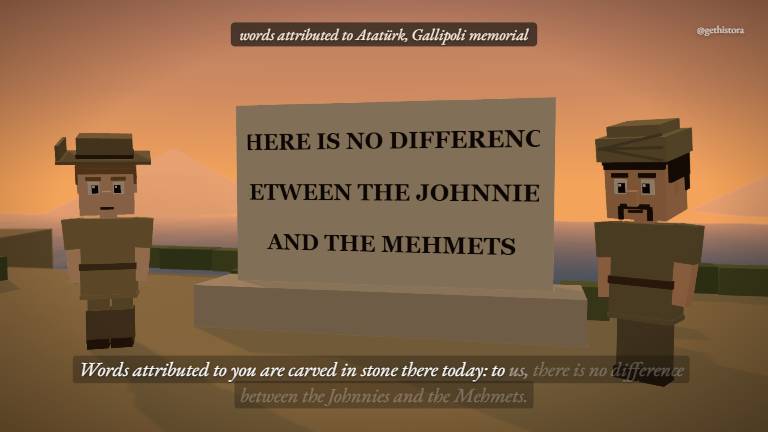 words attributed to Atatürk, Gallipoli memorial
@gethistora
HERE IS NO DIFFERENC
ETWEEN THE JOHNNIE
AND THE MEHMETS
Words attributed to you are carved in stone there today: to us, there is no difference
between the Johnnies and the Mehmets.